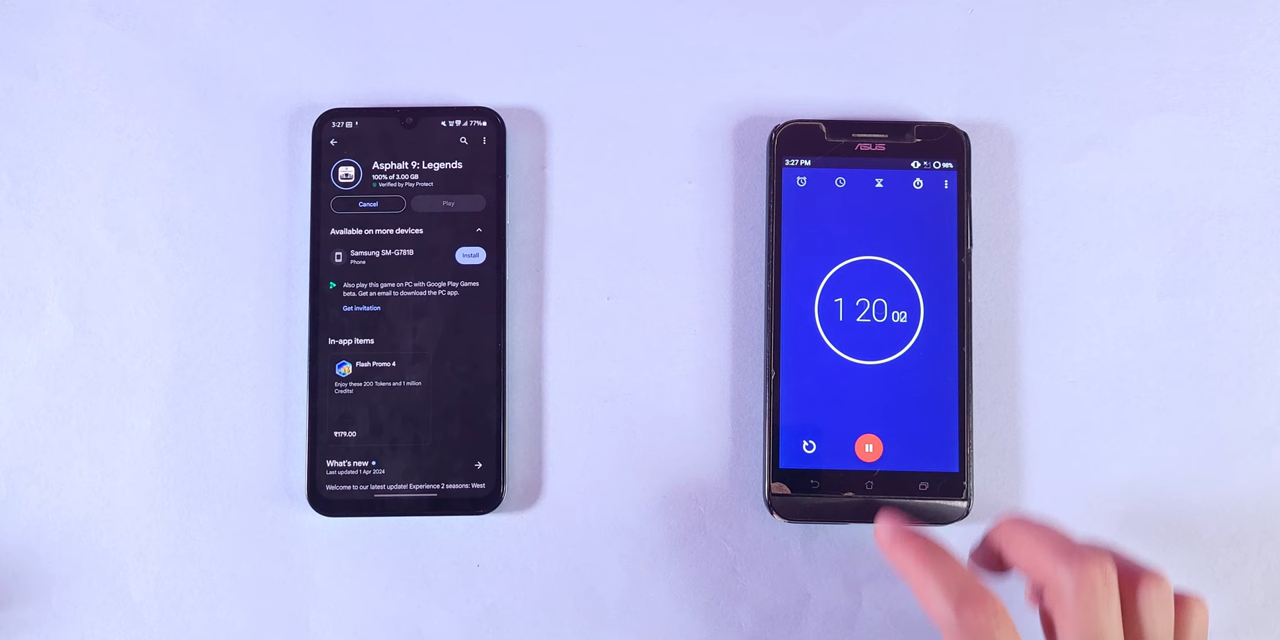 3:27
77%
Asphalt 9: Legends
100% of 3.00 GB
Verified by Play Protect
Cancel
Play
Available on more devices
Samsung SM-G781B
Phone
Install
Also play this game on PC with Google Play Games
beta. Get an email to download the PC app.
Get invitation
In-app items
Flash Promo 4
Enjoy these 200 Tokens and 1 million
Credits!
₹179.00
What's new
Last updated 1 Apr 2024
Welcome to our latest update! Experience 2 seasons: West
ASUS
3:27 PM
98%
1 20 02